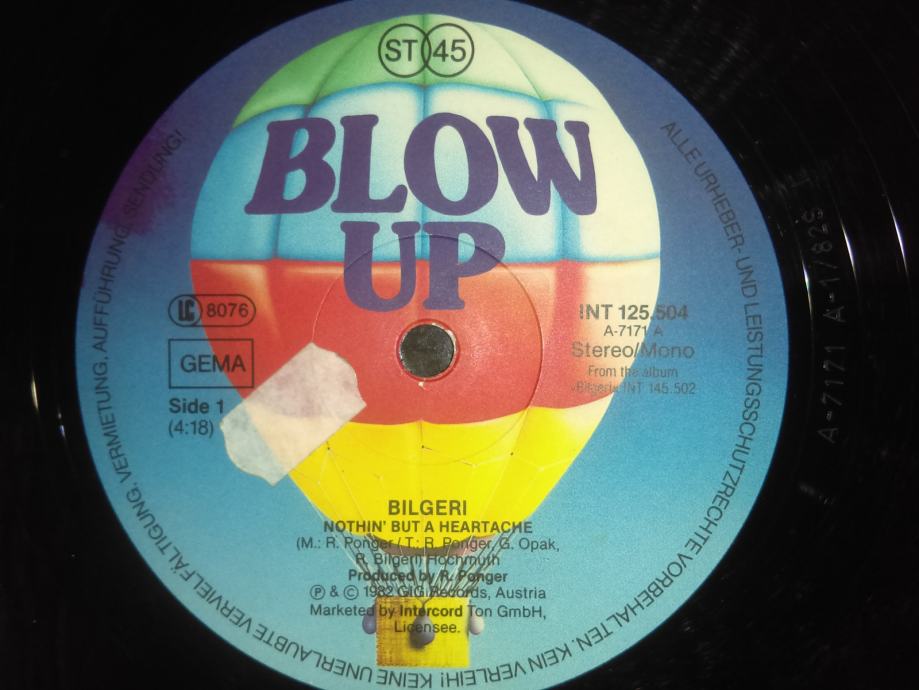 ST 45
BLOW
UP
LC 8076
GEMA
Side 1
(4:18)
INT 125.504
A-7171 A
Stereo/Mono
From the album
»Bilgeri« INT 145.502
BILGERI
NOTHIN' BUT A HEARTACHE
(M.: R. Ponger / T.: R. Ponger, G. Opak,
R. Bilgeri, Hochmuth
Produced by R. Ponger
Ⓟ & © 1982 GIG Records, Austria
Marketed by Intercord Ton GmbH,
Licensee.
ALLE URHEBER- UND LEISTUNGSSCHUTZRECHTE VORBEHALTEN. KEIN VERLEIH! KEINE UNERLAUBTE VERVIELFÄLTIGUNG, VERMIETUNG, AUFFÜHRUNG, SENDUNG!
A-7171 A-1/82S